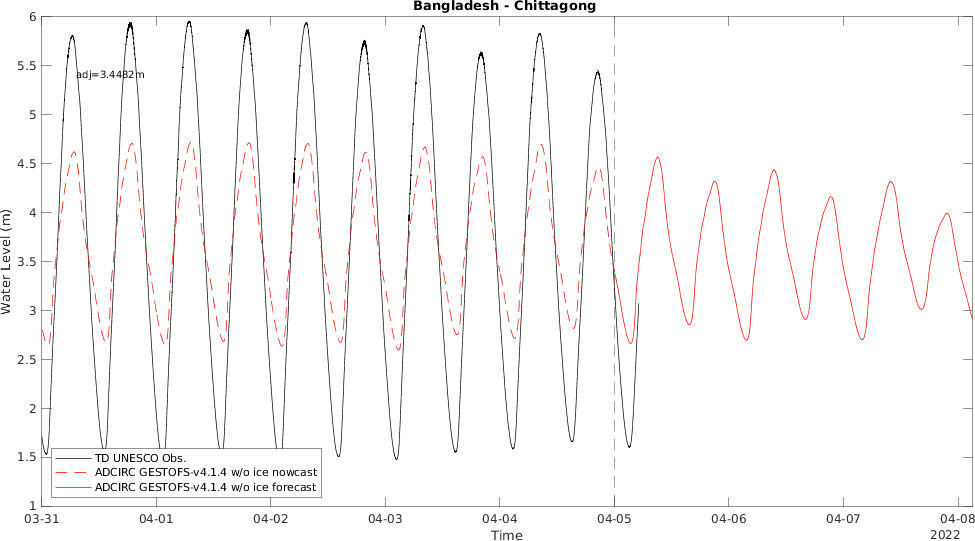 Bangladesh - Chittagong
6
5.5
adj=3.4482m
5
4.5
4
3.5
3
2.5
2
1.5
1
Water Level (m)
TD UNESCO Obs.
ADCIRC GESTOFS-v4.1.4 w/o ice nowcast
ADCIRC GESTOFS-v4.1.4 w/o ice forecast
03-31 04-01 04-02 04-03 04-04 04-05 04-06 04-07 04-08
Time
2022